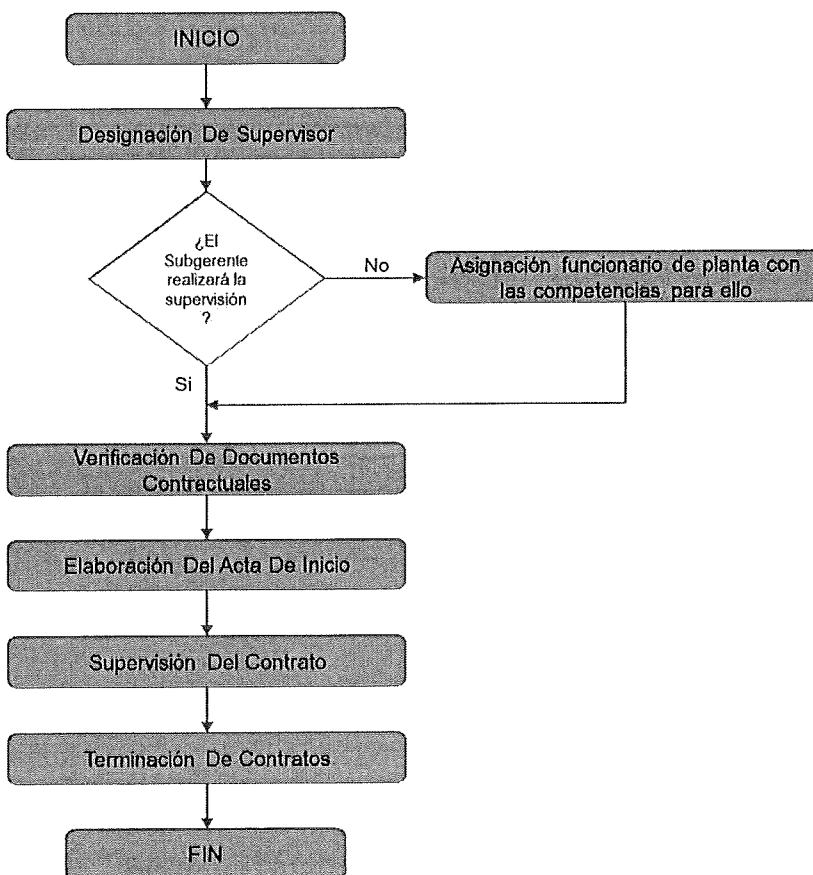 INICIO
Designación De Supervisor
¿El
Subgerente
realizará la
supervisión
?
No
Asignación funcionario de planta con
las competencias para ello
Si
Verificación De Documentos
Contractuales
Elaboración Del Acta De Inicio
Supervisión Del Contrato
Terminación De Contratos
FIN